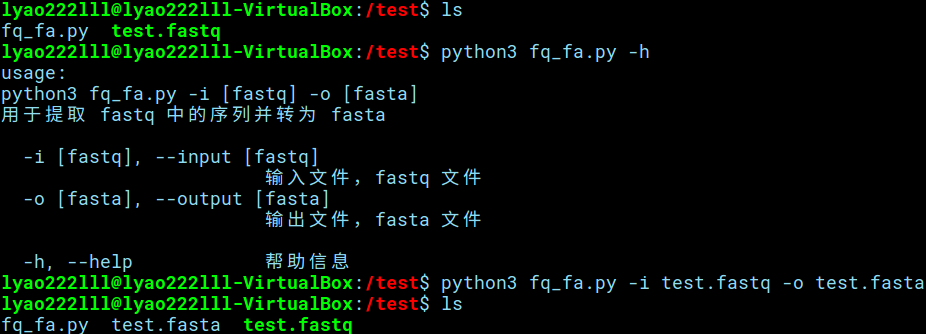 lyao222lll@lyao222lll-VirtualBox:/test$ ls
fq_fa.py  test.fastq
lyao222lll@lyao222lll-VirtualBox:/test$ python3 fq_fa.py -h
usage:
python3 fq_fa.py -i [fastq] -o [fasta]
用于提取 fastq 中的序列并转为 fasta
  -i [fastq], --input [fastq]
                        输入文件，fastq 文件
  -o [fasta], --output [fasta]
                        输出文件，fasta 文件
  -h, --help            帮助信息
lyao222lll@lyao222lll-VirtualBox:/test$ python3 fq_fa.py -i test.fastq -o test.fasta
lyao222lll@lyao222lll-VirtualBox:/test$ ls
fq_fa.py  test.fasta  test.fastq